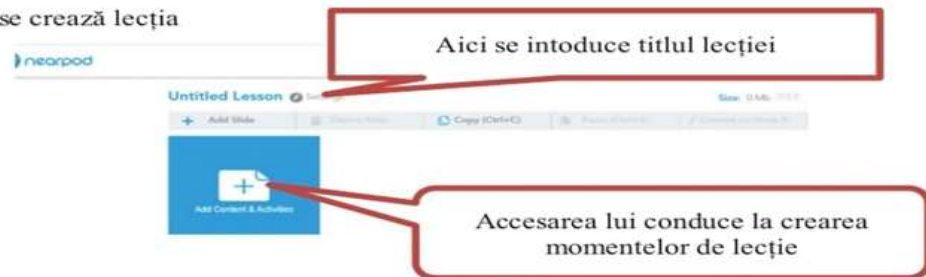 se crează lecția
Aici se intoduce titlul lecției
nearpod
Untitled Lesson
Size: 0 Mb
+ Add Slide
Copy (Ctrl+C)
Add Content & Activities
Accesarea lui conduce la crearea
momentelor de lecție